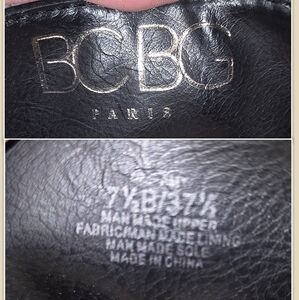 BCBG
PARIS
7½B/37½
MAN MADE UPPER
FABRIC/MAN MADE LINING
MAN MADE SOLE
MADE IN CHINA